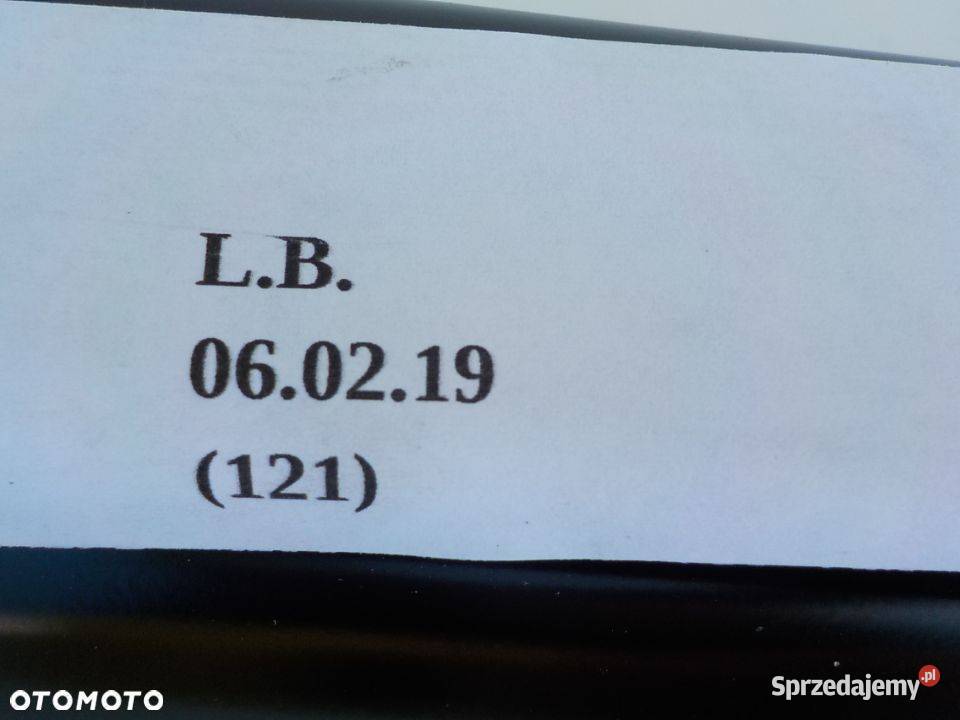 L.B.
06.02.19
(121)
OTOMOTO
Sprzedajemy.pl